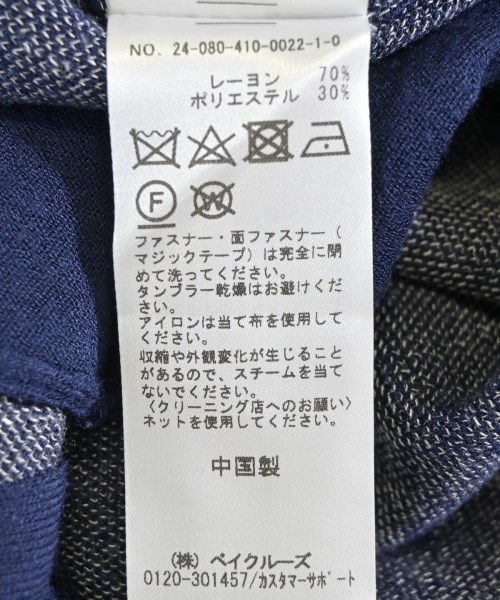 NO. 24-080-410-0022-1-0
レーヨン 70%
ポリエステル 30%
F
W
ファスナー・面ファスナー（
マジックテープ）は完全に閉
めて洗ってください。
タンブラー乾燥はお避けくだ
さい。
アイロンは当て布を使用して
ください。
収縮や外観変化が生じること
があるので、スチームを当て
ないでください。
〈クリーニング店へのお願い〉
ネットを使用してください。
中国製
（株）ベイクルーズ
0120-301457/カスタマーサポート